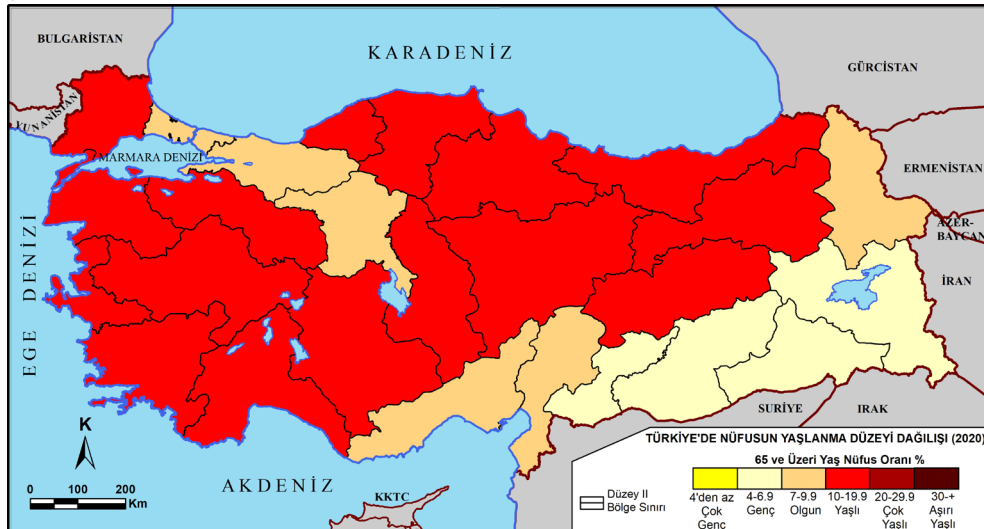 BULGARİSTAN
KARADENİZ
GÜRCİSTAN
YUNANİSTAN
MARMARA DENİZİ
ERMENİSTAN
AZER-
BAYCAN
İRAN
EGE DENİZİ
K
0 50 100 200
Km
AKDENİZ
KKTC
SURİYE
IRAK
TÜRKİYE'DE NÜFUSUN YAŞLANMA DÜZEYİ DAĞILIŞI (2020)
65 ve Üzeri Yaş Nüfus Oranı %
Düzey II
Bölge Sınırı
4'den az
Çok
Genç
4-6.9
Genç
7-9.9
Olgun
10-19.9
Yaşlı
20-29.9
Çok
Yaşlı
30-+
Aşırı
Yaşlı